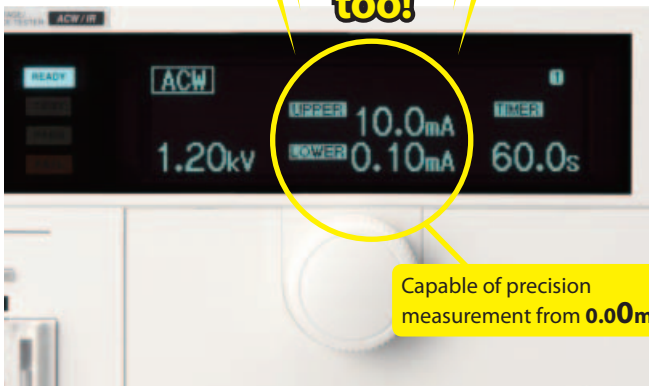 too!
ACW / IR
READY
ACW
1
UPPER 10.0mA
TIMER
1.20kV
LOWER 0.10mA
60.0s
Capable of precision
measurement from 0.00m